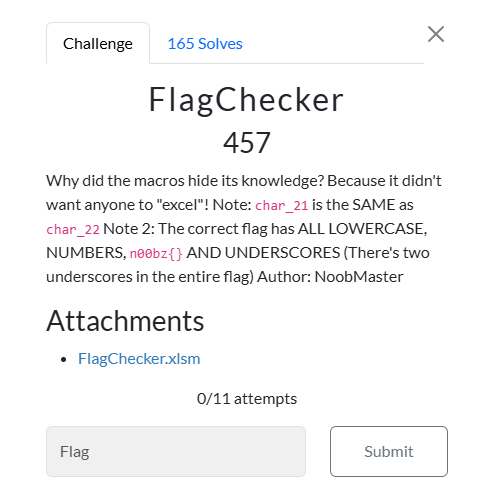 Challenge
165 Solves
FlagChecker
457
Why did the macros hide its knowledge? Because it didn't
want anyone to "excel"! Note: char_21 is the SAME as
char_22 Note 2: The correct flag has ALL LOWERCASE,
NUMBERS, n00bz{} AND UNDERSCORES (There's two
underscores in the entire flag) Author: NoobMaster
Attachments
• FlagChecker.xlsm
0/11 attempts
Flag
Submit